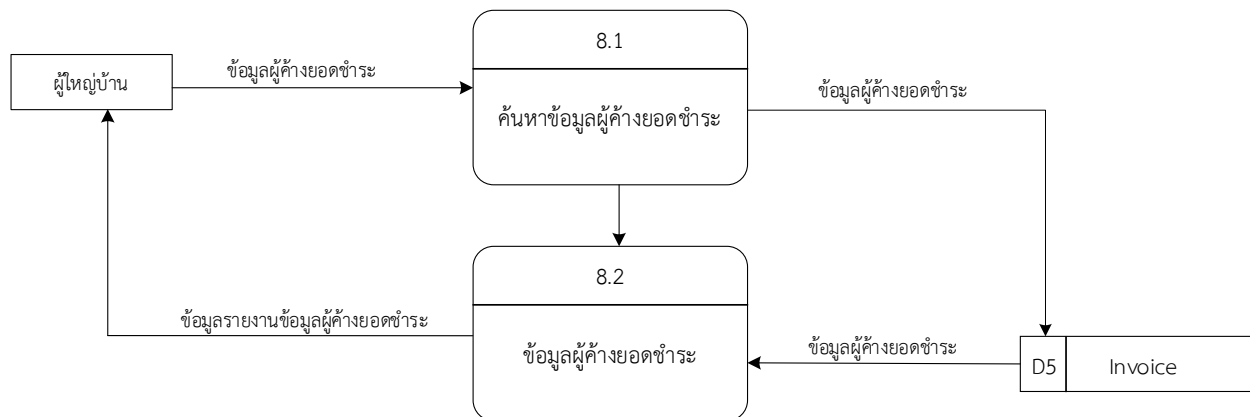 8.1
ผู้ใหญ่บ้าน
ข้อมูลผู้ค้างยอดชำระ
ข้อมูลผู้ค้างยอดชำระ
ค้นหาข้อมูลผู้ค้างยอดชำระ
8.2
ข้อมูลรายงานข้อมูลผู้ค้างยอดชำระ
ข้อมูลผู้ค้างยอดชำระ
ข้อมูลผู้ค้างยอดชำระ
D5
Invoice